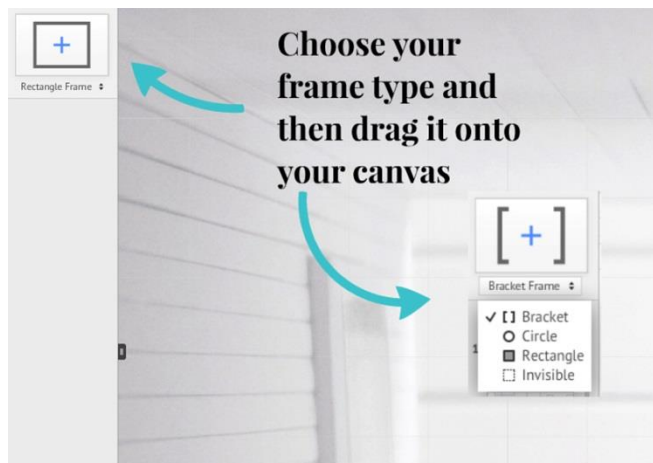 Choose your
frame type and
then drag it onto
your canvas
Rectangle Frame
Bracket Frame
[ ] Bracket
Circle
Rectangle
Invisible
1